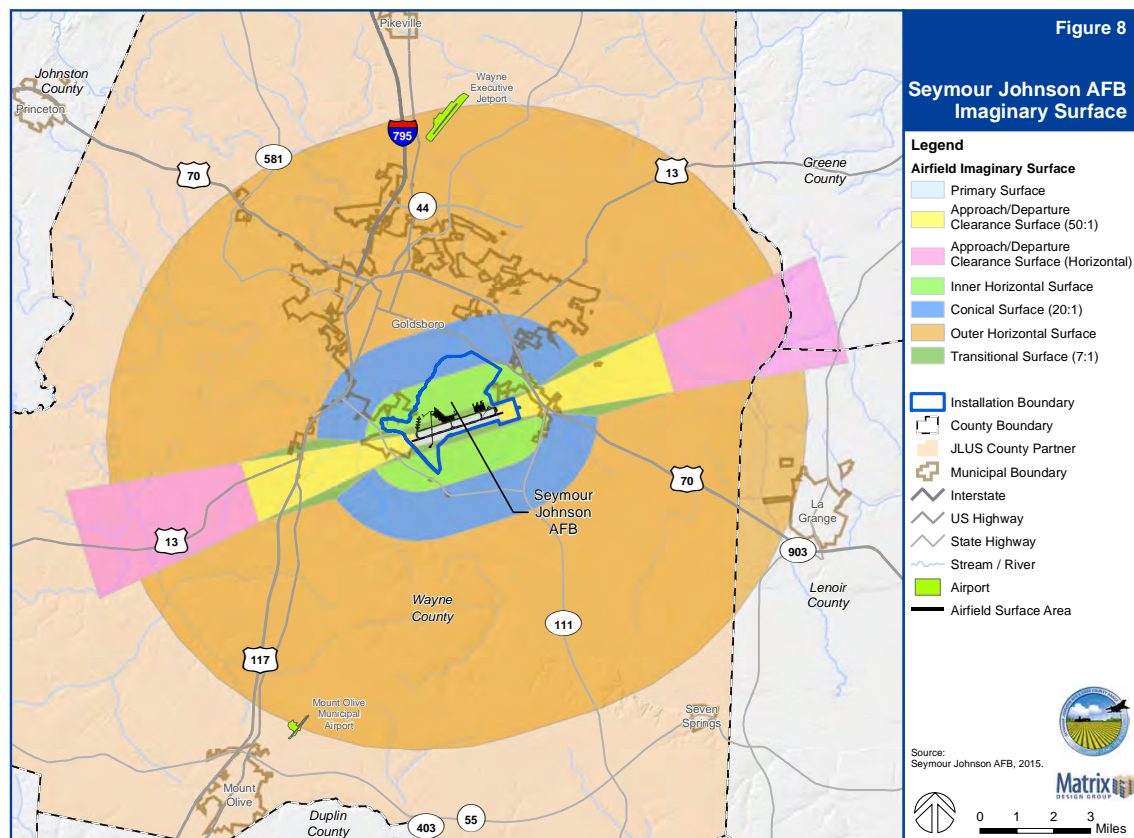 Figure 8
Seymour Johnson AFB
Imaginary Surface
Legend
Airfield Imaginary Surface
Primary Surface
Approach/Departure
Clearance Surface (50:1)
Approach/Departure
Clearance Surface (Horizontal)
Inner Horizontal Surface
Conical Surface (20:1)
Outer Horizontal Surface
Transitional Surface (7:1)
Installation Boundary
County Boundary
JLUS County Partner
Municipal Boundary
Interstate
US Highway
State Highway
Stream / River
Airport
Airfield Surface Area
Source:
Seymour Johnson AFB, 2015.
Matrix
DESIGN GROUP
0 1 2 3
Miles
Pikeville
Johnston
County
Princeton
Wayne
Executive
Jetport
795
581
70
13
Greene
County
44
Goldsboro
Seymour
Johnson
AFB
70
La
Grange
13
903
Wayne
County
Lenoir
County
111
117
Mount Olive
Municipal
Airport
Seven
Springs
Mount
Olive
Duplin
County
403
55